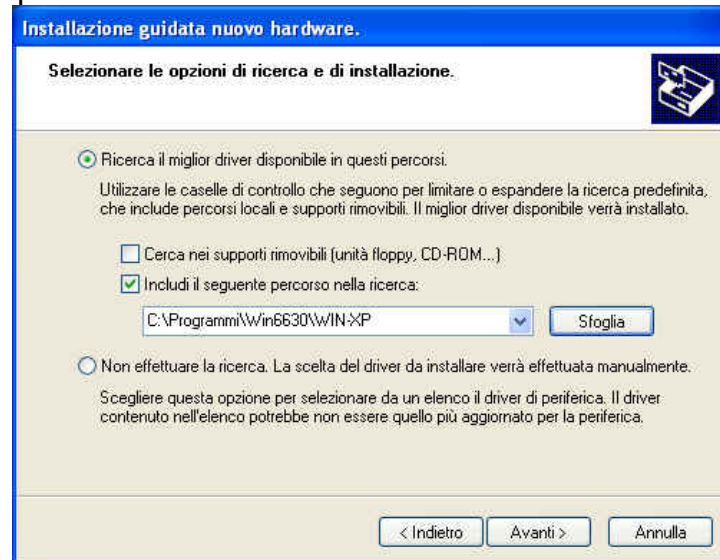 Installazione guidata nuovo hardware.
Selezionare le opzioni di ricerca e di installazione.
Ricerca il miglior driver disponibile in questi percorsi.
Utilizzare le caselle di controllo che seguono per limitare o espandere la ricerca predefinita,
che include percorsi locali e supporti rimovibili. Il miglior driver disponibile verrà installato.
Cerca nei supporti rimovibili (unità floppy, CD-ROM...)
Includi il seguente percorso nella ricerca:
C:\Programmi\Win6630\WIN-XP
Sfoglia
Non effettuare la ricerca. La scelta del driver da installare verrà effettuata manualmente.
Scegliere questa opzione per selezionare da un elenco il driver di periferica. Il driver
contenuto nell'elenco potrebbe non essere quello più aggiornato per la periferica.
< Indietro
Avanti >
Annulla